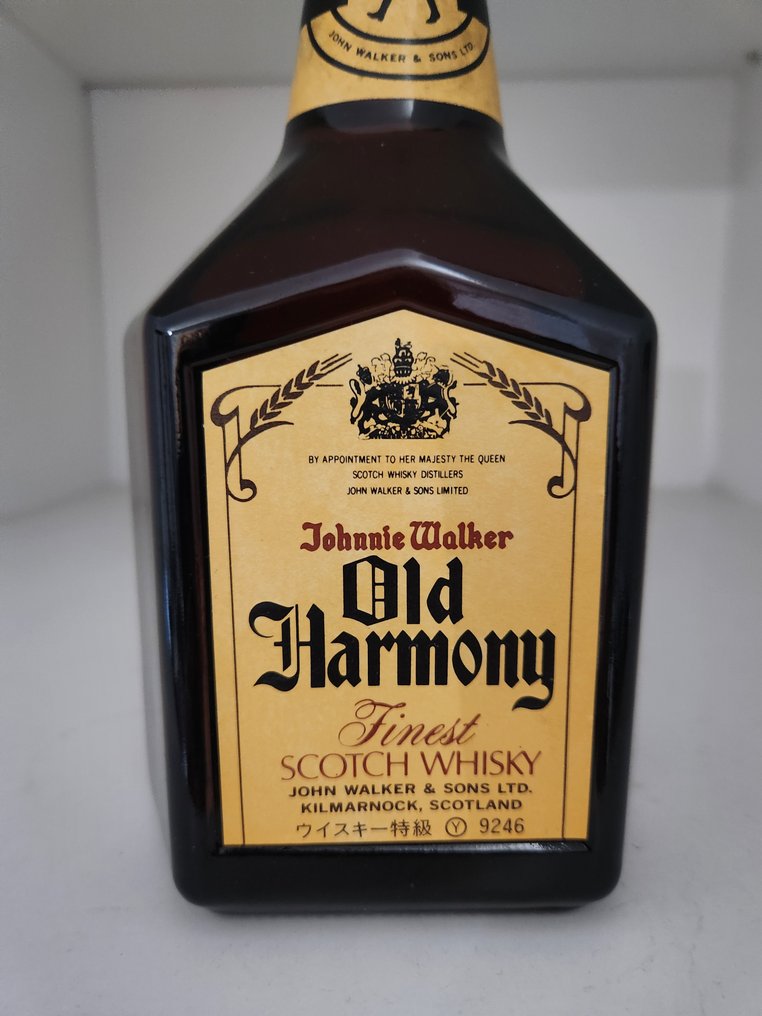 JOHN WALKER & SONS LTD.
BY APPOINTMENT TO HER MAJESTY THE QUEEN
SCOTCH WHISKY DISTILLERS
JOHN WALKER & SONS LIMITED
Johnnie Walker
Old
Harmony
Finest
SCOTCH WHISKY
JOHN WALKER & SONS LTD.
KILMARNOCK, SCOTLAND
ウイスキー特級 Ⓨ 9246